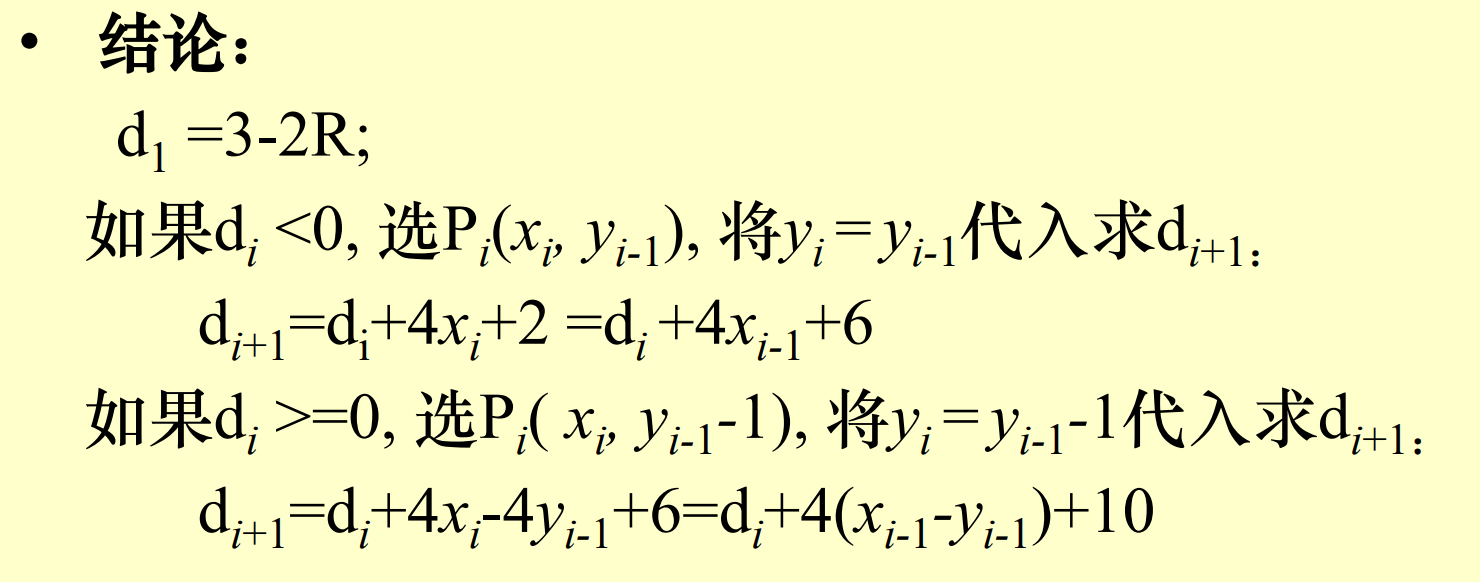 • 结论：
d₁ =3-2R;
如果dᵢ <0, 选Pᵢ(xᵢ, yᵢ₋₁), 将yᵢ = yᵢ₋₁代入求dᵢ₊₁：
dᵢ₊₁=dᵢ+4xᵢ+2 =dᵢ +4xᵢ₋₁+6
如果dᵢ >=0, 选Pᵢ( xᵢ, yᵢ₋₁-1), 将yᵢ = yᵢ₋₁-1代入求dᵢ₊₁：
dᵢ₊₁=dᵢ+4xᵢ-4yᵢ₋₁+6=dᵢ+4(xᵢ₋₁-yᵢ₋₁)+10